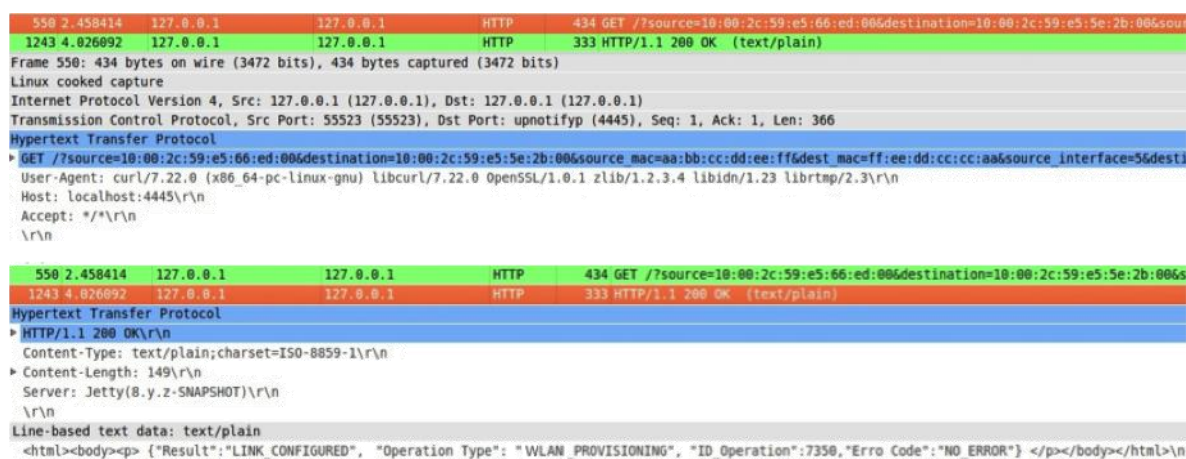 550 2.458414 127.0.0.1 127.0.0.1 HTTP 434 GET /?source=10:00:2c:59:e5:66:ed:00&destination=10:00:2c:59:e5:5e:2b:00&sour
1243 4.026092 127.0.0.1 127.0.0.1 HTTP 333 HTTP/1.1 200 OK (text/plain)
Frame 550: 434 bytes on wire (3472 bits), 434 bytes captured (3472 bits)
Linux cooked capture
Internet Protocol Version 4, Src: 127.0.0.1 (127.0.0.1), Dst: 127.0.0.1 (127.0.0.1)
Transmission Control Protocol, Src Port: 55523 (55523), Dst Port: upnotifyp (4445), Seq: 1, Ack: 1, Len: 366
Hypertext Transfer Protocol
GET /?source=10:00:2c:59:e5:66:ed:00&destination=10:00:2c:59:e5:5e:2b:00&source_mac=aa:bb:cc:dd:ee:ff&dest_mac=ff:ee:dd:cc:cc:aa&source_interface=5&desti
User-Agent: curl/7.22.0 (x86_64-pc-linux-gnu) libcurl/7.22.0 OpenSSL/1.0.1 zlib/1.2.3.4 libidn/1.23 librtmp/2.3\r\n
Host: localhost:4445\r\n
Accept: */*\r\n
\r\n
550 2.458414 127.0.0.1 127.0.0.1 HTTP 434 GET /?source=10:00:2c:59:e5:66:ed:00&destination=10:00:2c:59:e5:5e:2b:00&s
1243 4.026092 127.0.0.1 127.0.0.1 HTTP 333 HTTP/1.1 200 OK (text/plain)
Hypertext Transfer Protocol
HTTP/1.1 200 OK\r\n
Content-Type: text/plain;charset=ISO-8859-1\r\n
Content-Length: 149\r\n
Server: Jetty(8.y.z-SNAPSHOT)\r\n
\r\n
Line-based text data: text/plain
<html><body><p> {"Result":"LINK_CONFIGURED", "Operation Type": "WLAN_PROVISIONING", "ID_Operation":7350,"Erro Code":"NO_ERROR"} </p></body></html>\n